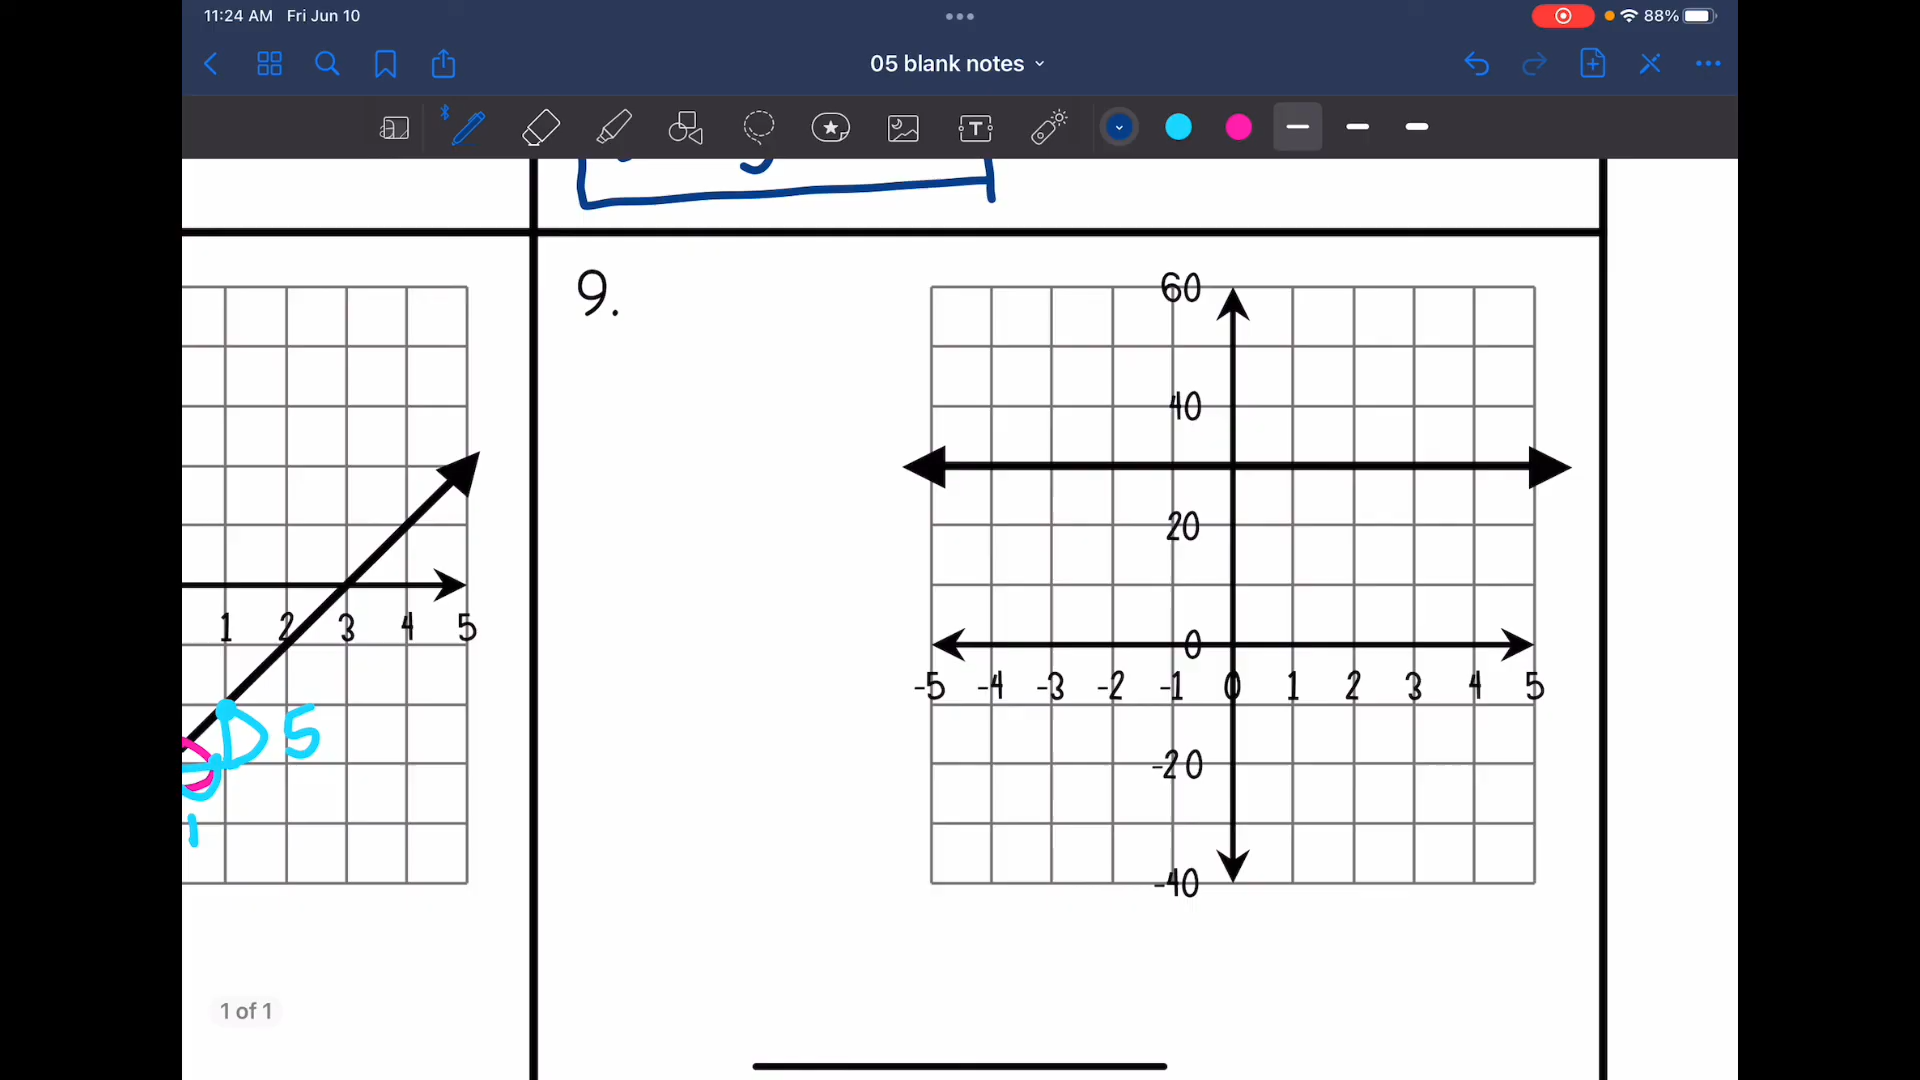 11:24 AM Fri Jun 10
88%
05 blank notes
T
9.
60
40
20
0
-5 -4 -3 -2 -1 0 1 2 3 4 5
-20
-40
1 2 3 4 5
5
1
1 of 1